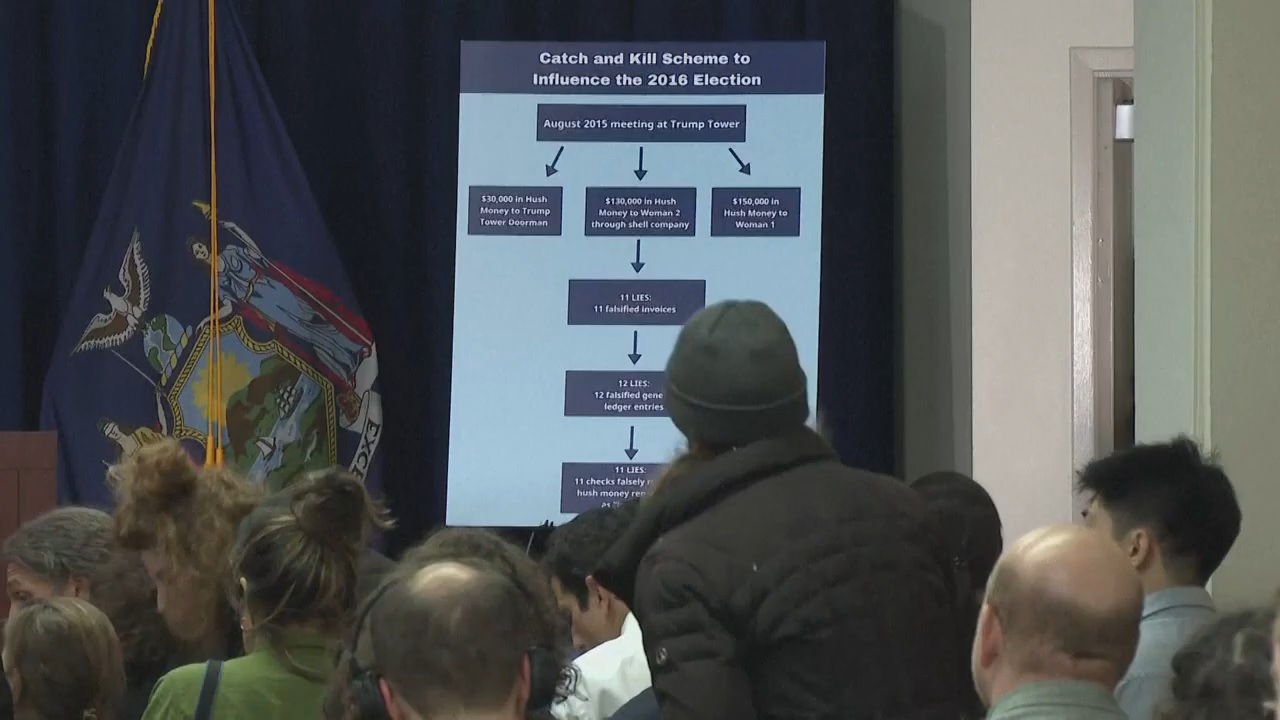 Catch and Kill Scheme to
Influence the 2016 Election
August 2015 meeting at Trump Tower
$30,000 in Hush
Money to Trump
Tower Doorman
$130,000 in Hush
Money to Woman 2
through shell company
$150,000 in
Hush Money to
Woman 1
11 LIES:
11 falsified invoices
12 LIES:
12 falsified gene
ledger entries
11 LIES:
11 checks falsely
hush money
EXC